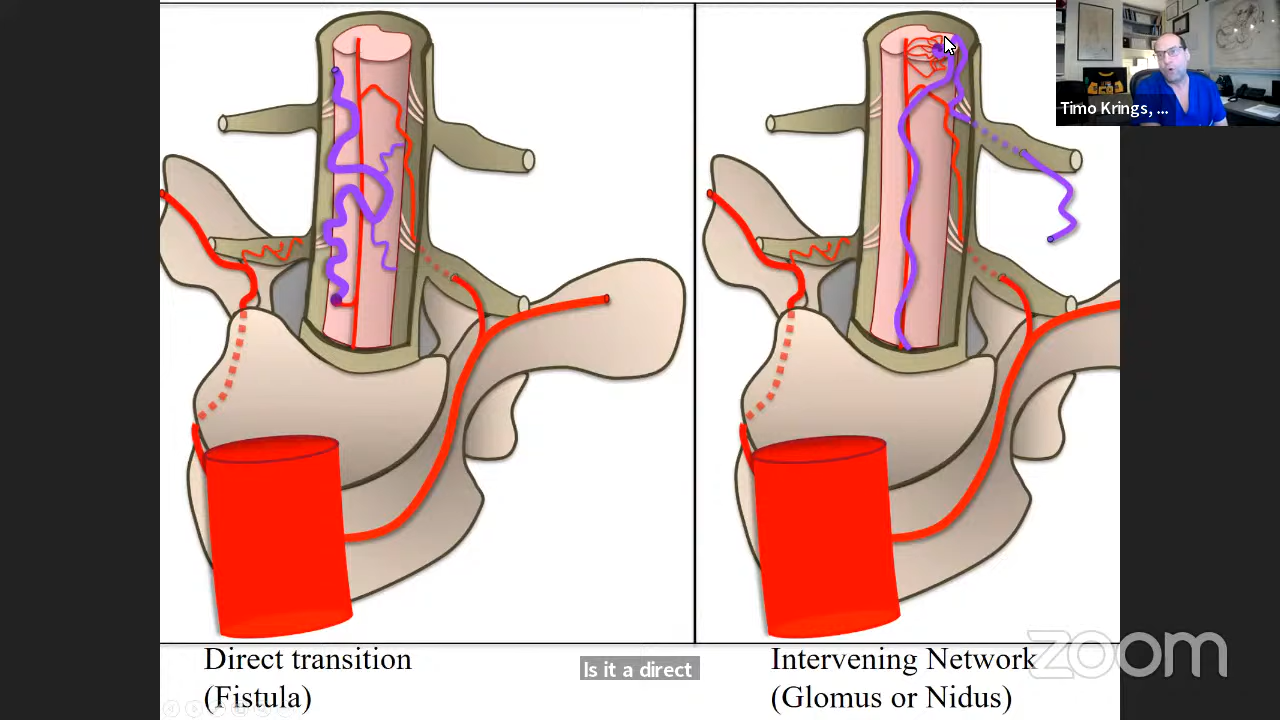 Timo Krings, ...
Direct transition
(Fistula)
Is it a direct
Intervening Network
(Glomus or Nidus)
zoom